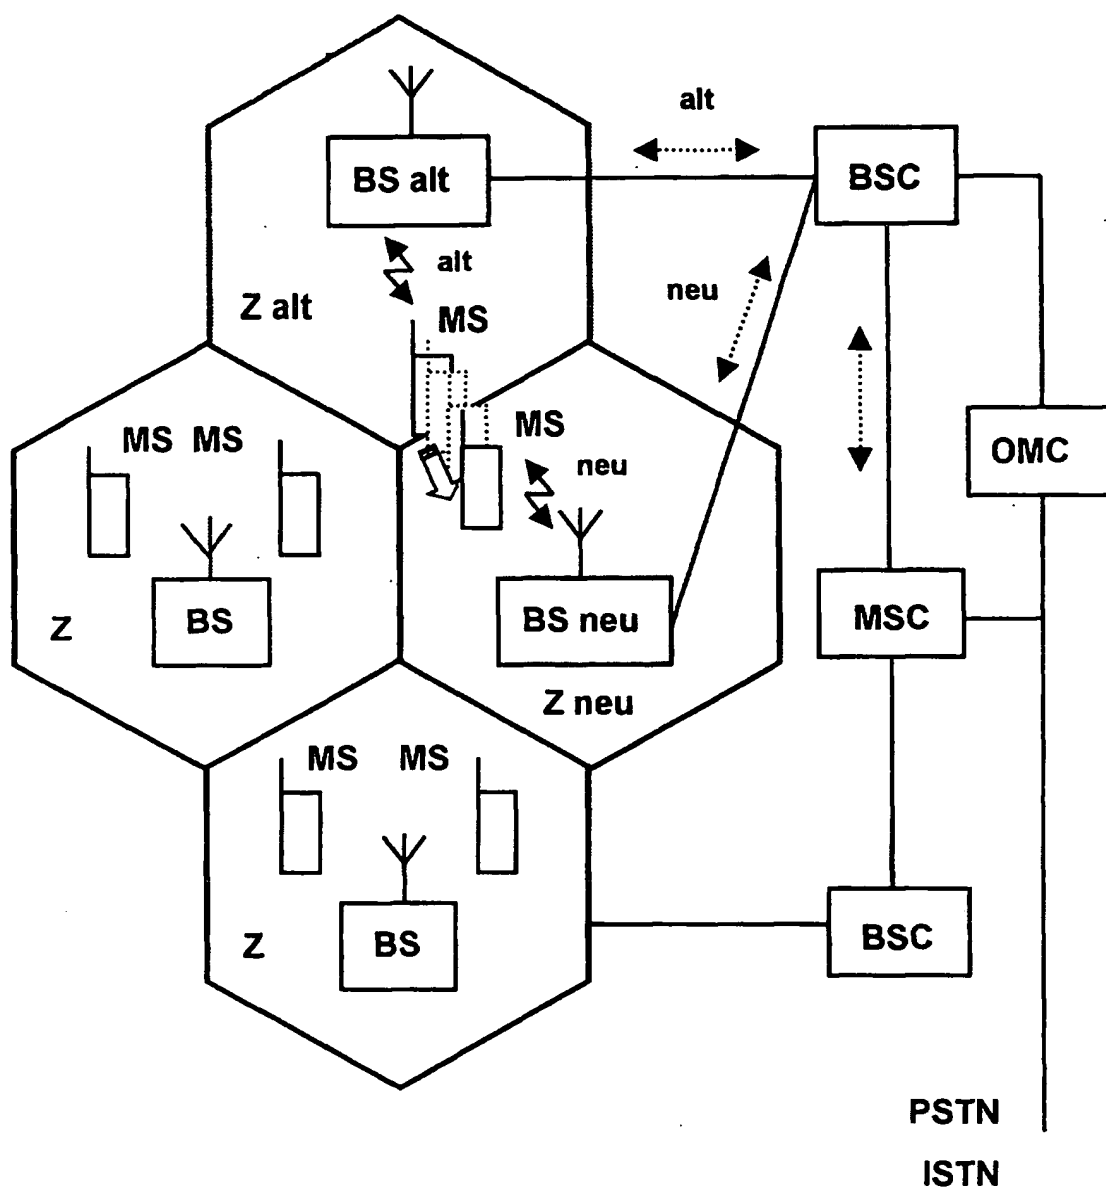 alt
BS alt
BSC
alt
neu
Z alt
MS
MS
MS MS
neu
OMC
BS
BS neu
MSC
Z
Z neu
MS MS
BS
Z
BSC
PSTN
ISTN